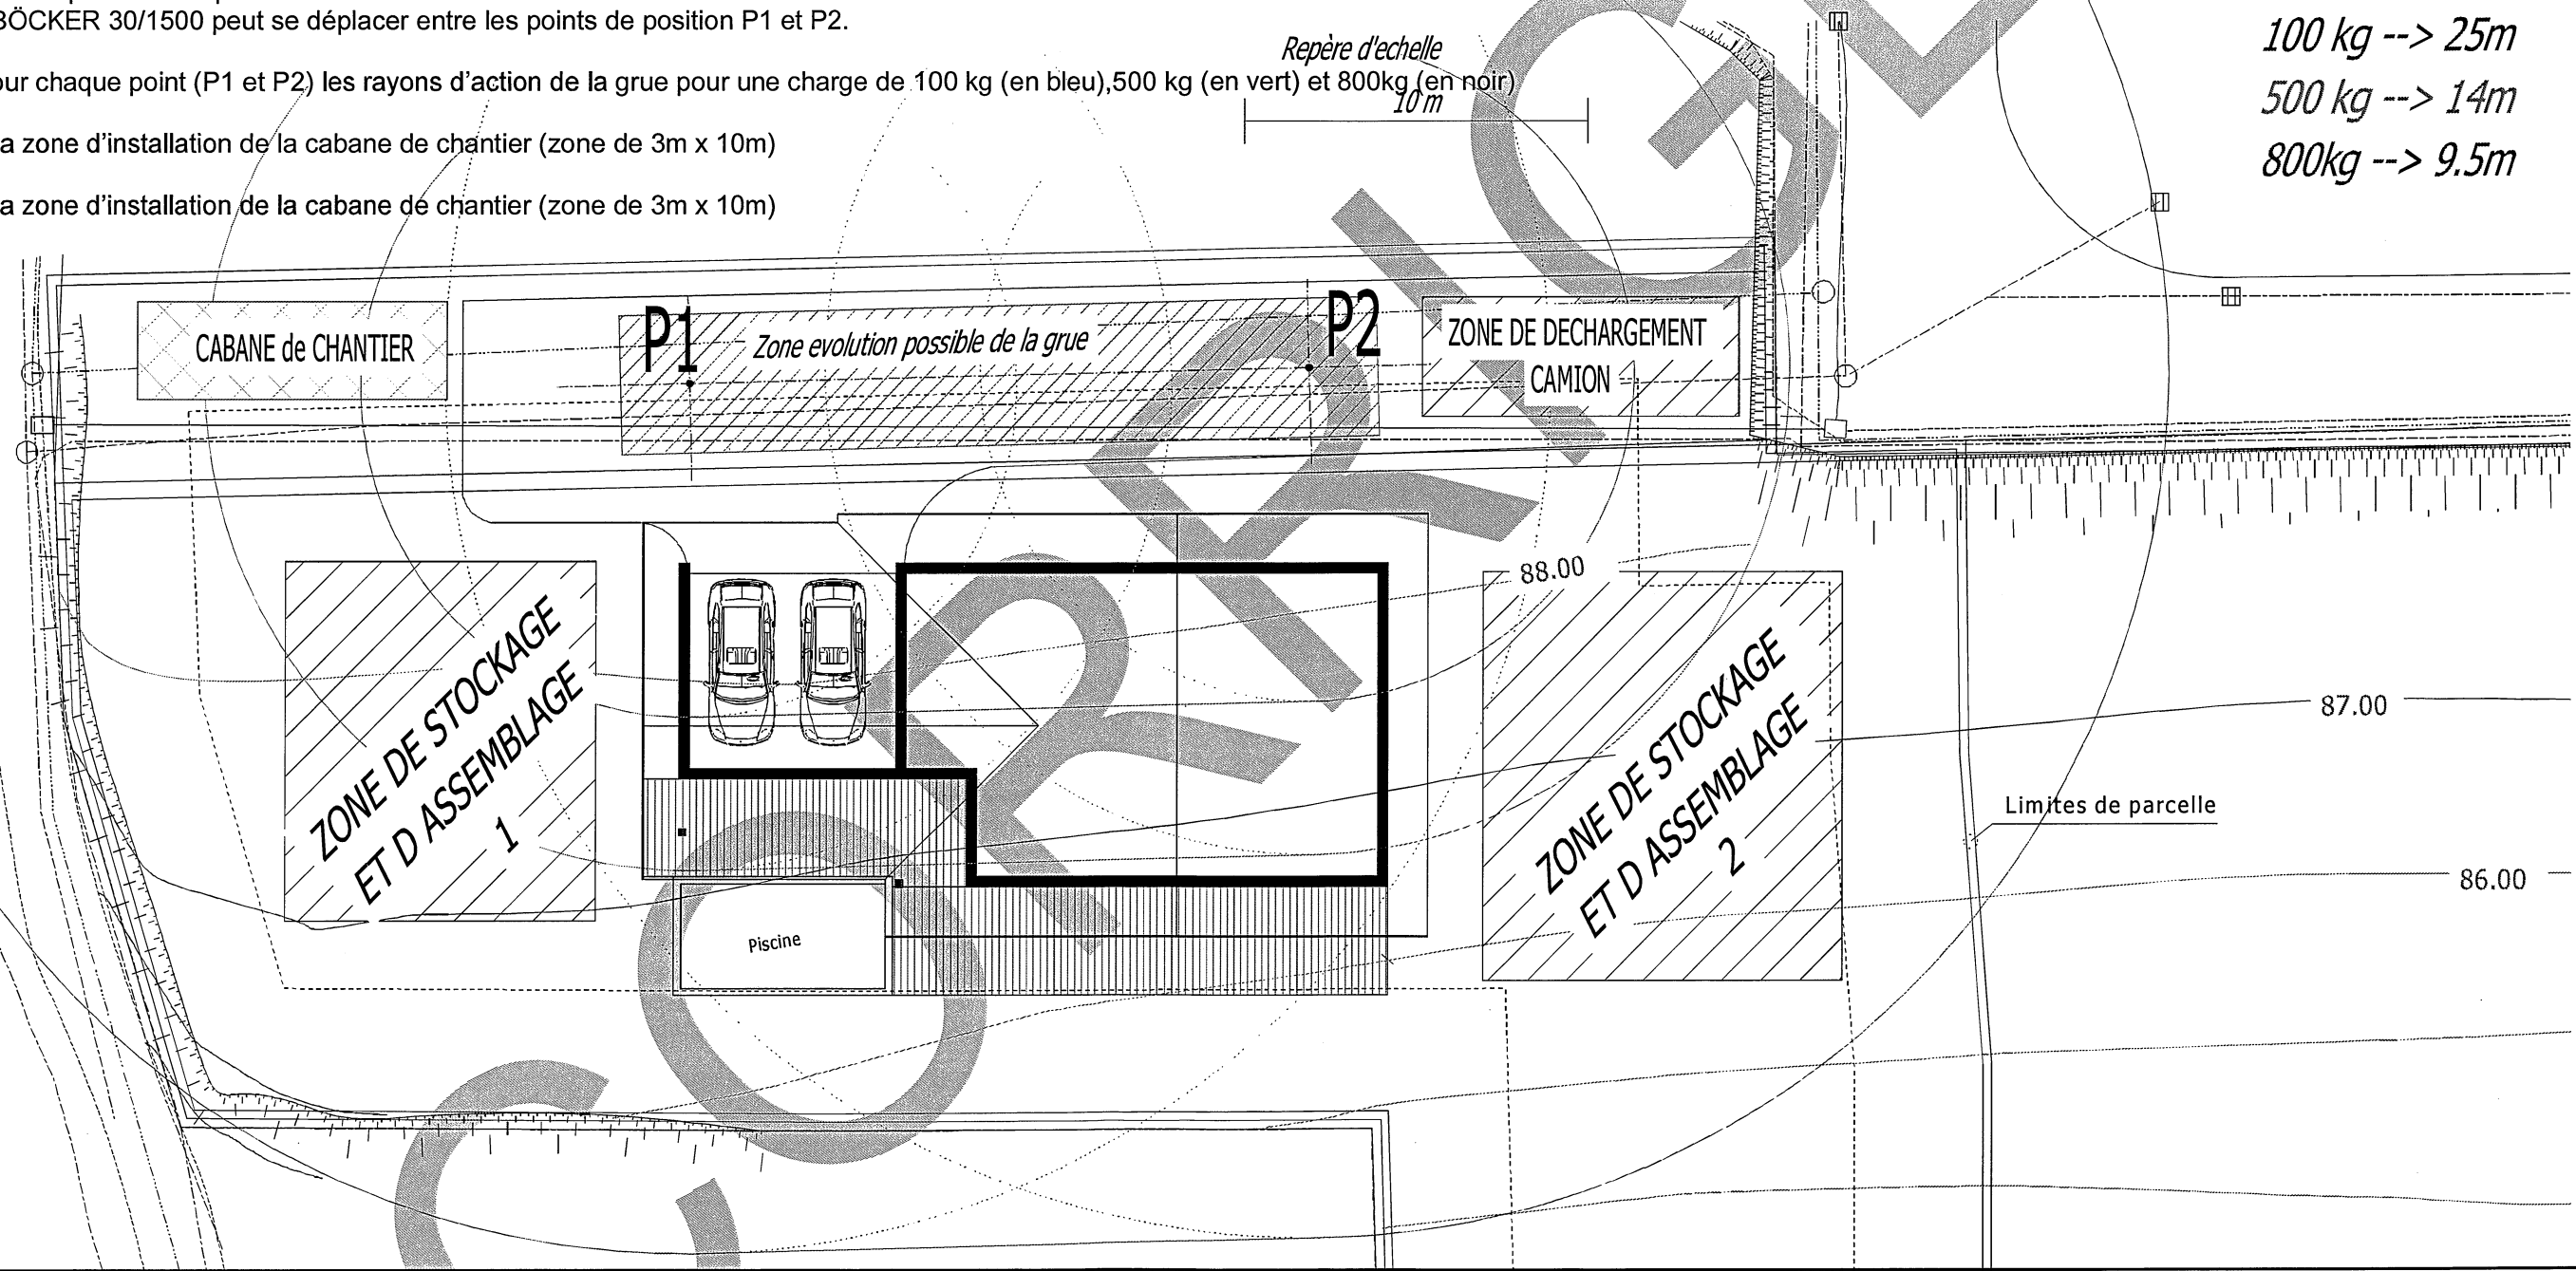 BÖCKER 30/1500 peut se déplacer entre les points de position P1 et P2.
our chaque point (P1 et P2) les rayons d'action de la grue pour une charge de 100 kg (en bleu),500 kg (en vert) et 800kg (en noir)
la zone d'installation de la cabane de chantier (zone de 3m x 10m)
la zone d'installation de la cabane de chantier (zone de 3m x 10m)
Repère d'echelle
10 m
100 kg --> 25m
500 kg --> 14m
800kg --> 9.5m
CABANE de CHANTIER
P1
Zone evolution possible de la grue
P2
ZONE DE DECHARGEMENT
CAMION
88.00
ZONE DE STOCKAGE
ET D ASSEMBLAGE
1
ZONE DE STOCKAGE
ET D ASSEMBLAGE
2
87.00
Limites de parcelle
86.00
Piscine